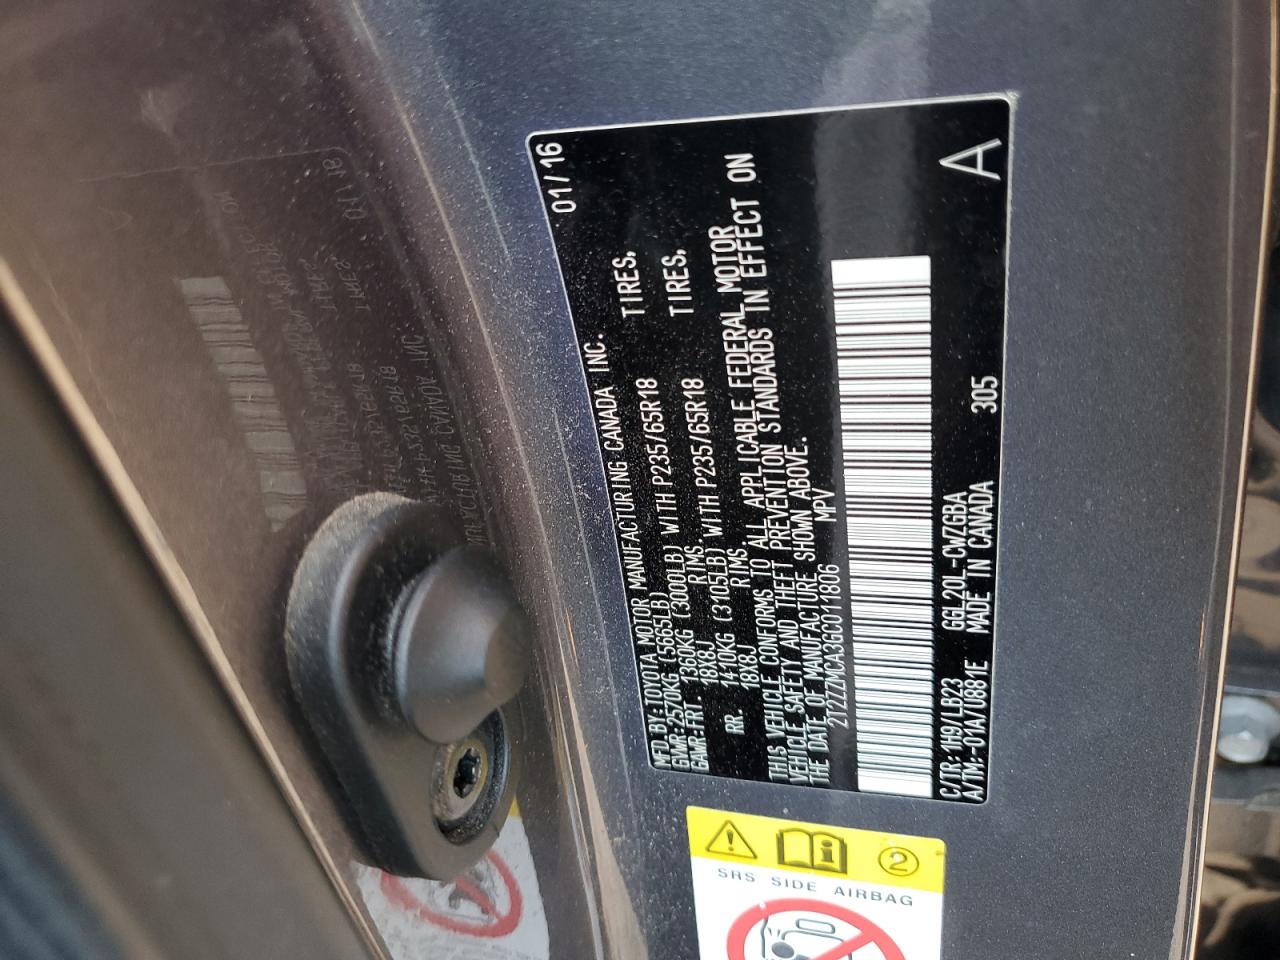 MFD. BY: TOYOTA MOTOR MANUFACTURING CANADA INC. 01/16
GVWR: 2570KG (5665LB)
GAWR: FRT. 1360KG (3000LB) WITH P235/65R18 TIRES,
18X8J RIMS.
RR. 1410KG (3105LB) WITH P235/65R18 TIRES,
18X8J RIMS.
THIS VEHICLE CONFORMS TO ALL APPLICABLE FEDERAL MOTOR
VEHICLE SAFETY AND THEFT PREVENTION STANDARDS IN EFFECT ON
THE DATE OF MANUFACTURE SHOWN ABOVE.
2T2ZZMCA3GC011806 MPV
C/TR: 1H9/LB23 GGL20L-CWZGBA A
A/TM: -01A/U881E MADE IN CANADA 305
2
SRS SIDE AIRBAG